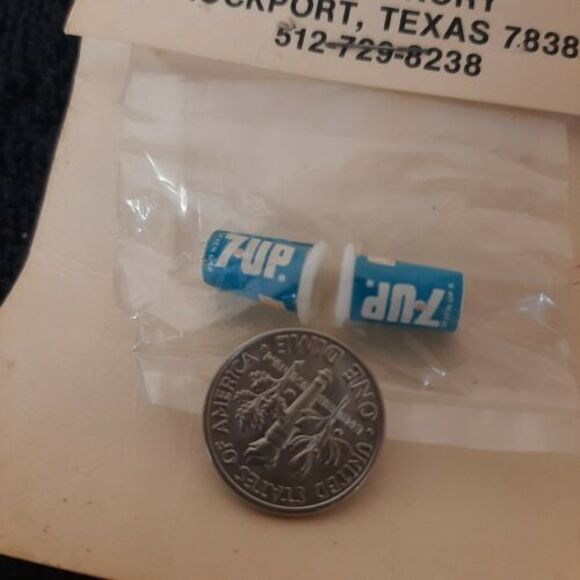 ROCKPORT, TEXAS 7838
512-729-8238
7-UP.
7-UP.
ONE DIME
UNITED STATES OF AMERICA